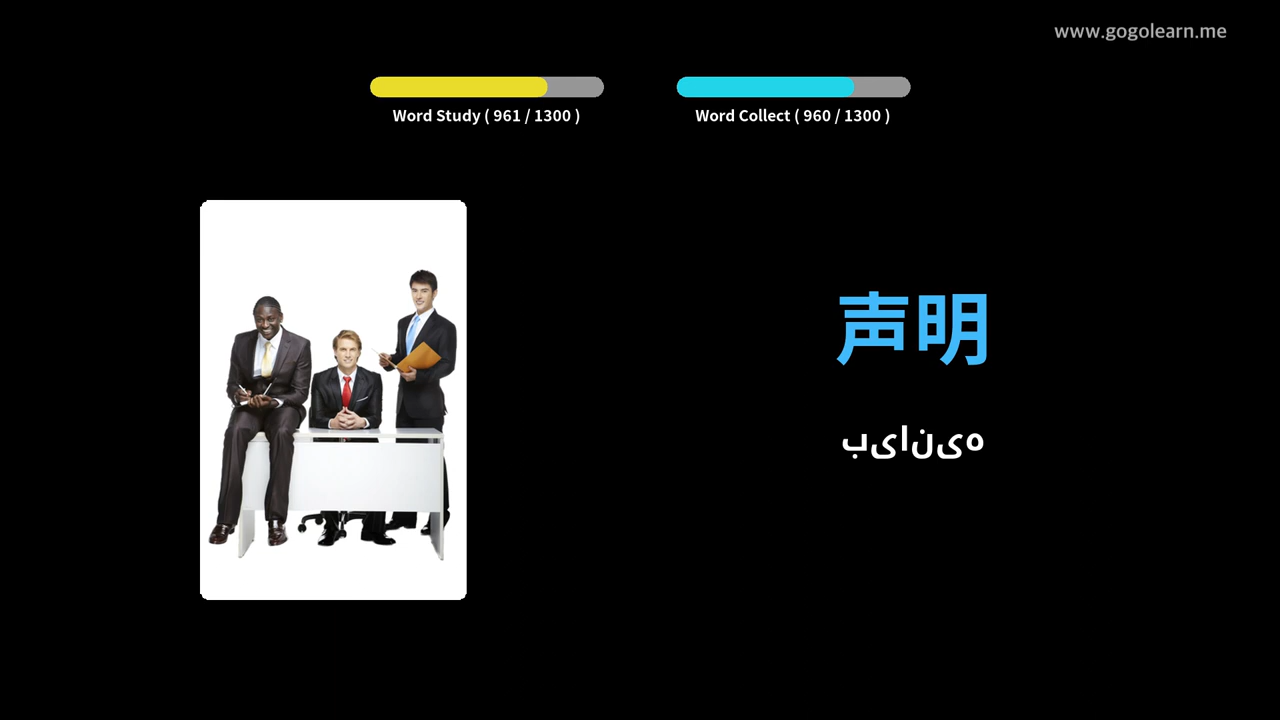 www.gogolearn.me
Word Study ( 961 / 1300 )
Word Collect ( 960 / 1300 )
声明
بیانیه